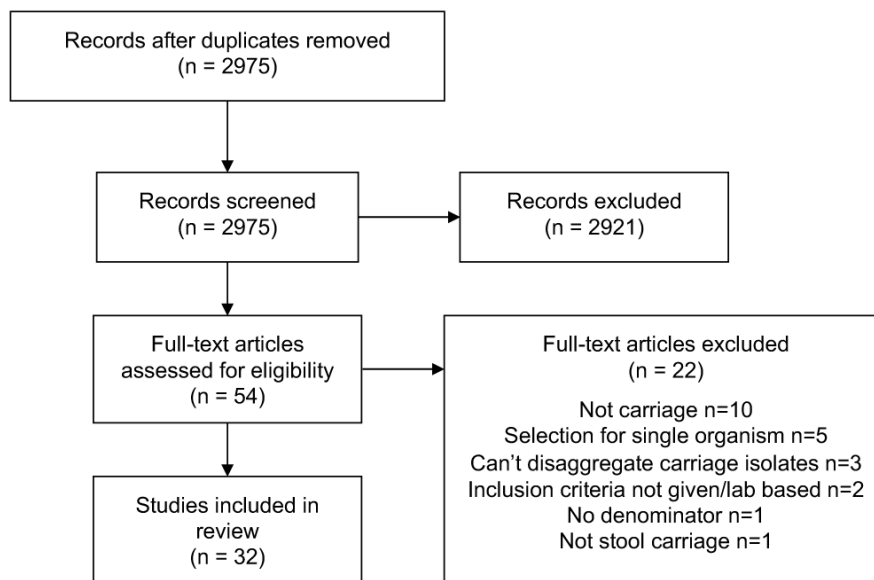 Records after duplicates removed
(n = 2975)
Records screened
(n = 2975)
Records excluded
(n = 2921)
Full-text articles
assessed for eligibility
(n = 54)
Full-text articles excluded
(n = 22)
Not carriage n=10
Selection for single organism n=5
Can’t disaggregate carriage isolates n=3
Inclusion criteria not given/lab based n=2
No denominator n=1
Not stool carriage n=1
Studies included in
review
(n = 32)